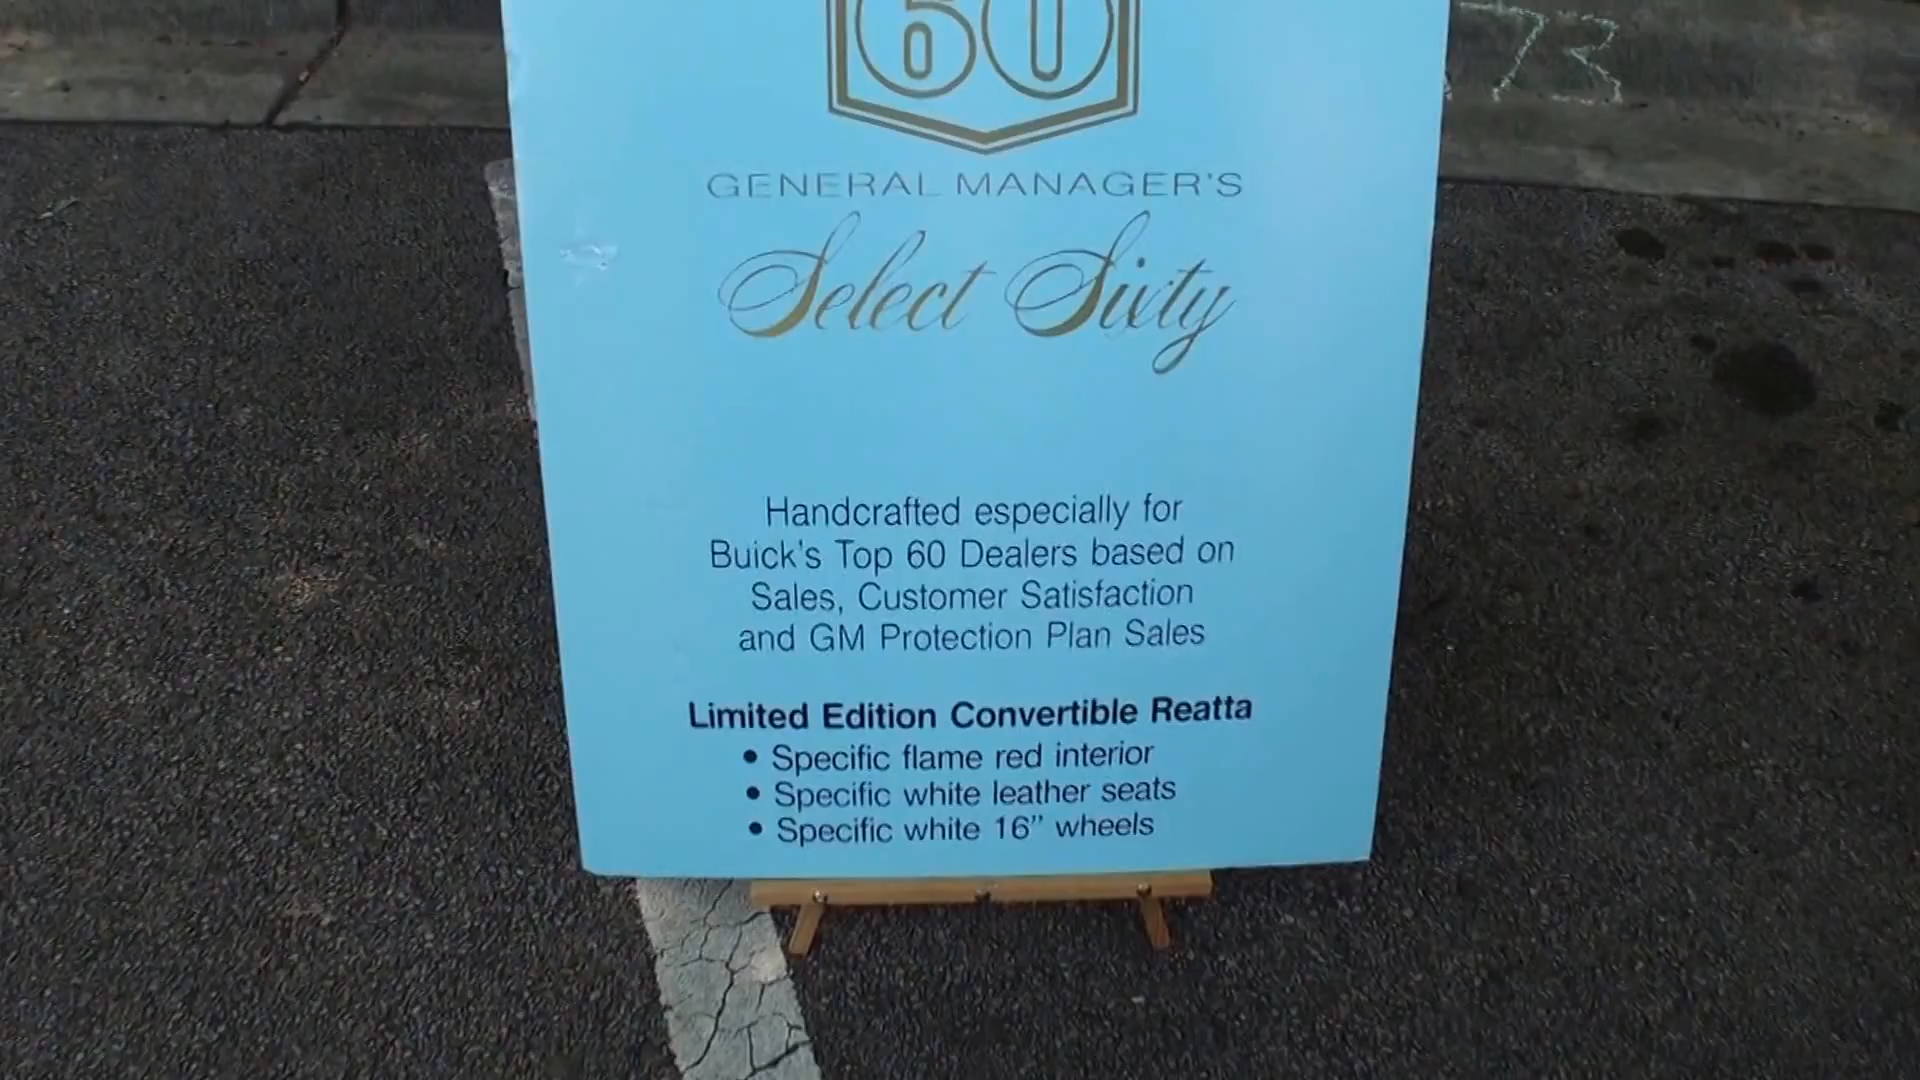 60
GENERAL MANAGER'S
Select Sixty
Handcrafted especially for
Buick's Top 60 Dealers based on
Sales, Customer Satisfaction
and GM Protection Plan Sales
Limited Edition Convertible Reatta
• Specific flame red interior
• Specific white leather seats
• Specific white 16" wheels
73